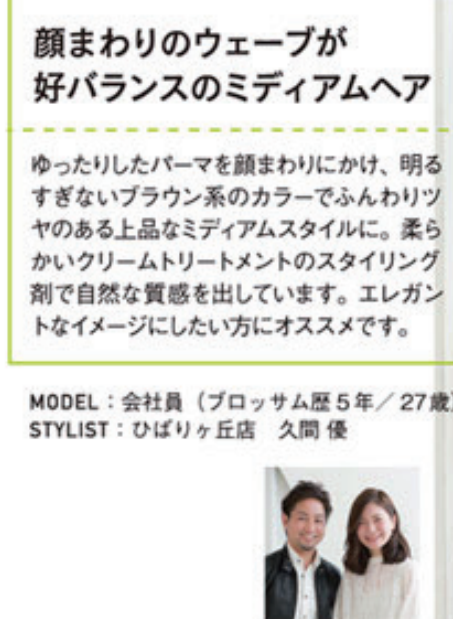 顔まわりのウェーブが
好バランスのミディアムヘア
ゆったりしたパーマを顔まわりにかけ、明る
すぎないブラウン系のカラーでふんわりツ
ヤのある上品なミディアムスタイルに。柔ら
かいクリームトリートメントのスタイリング
剤で自然な質感を出しています。エレガン
トなイメージにしたい方にオススメです。
MODEL：会社員（ブロッサム歴5年／27歳）
STYLIST：ひばりヶ丘店　久間 優